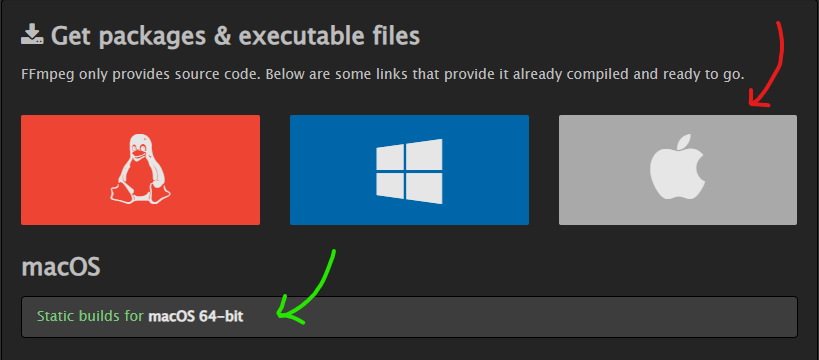 Get packages & executable files
FFmpeg only provides source code. Below are some links that provide it already compiled and ready to go.
macOS
Static builds for macOS 64-bit